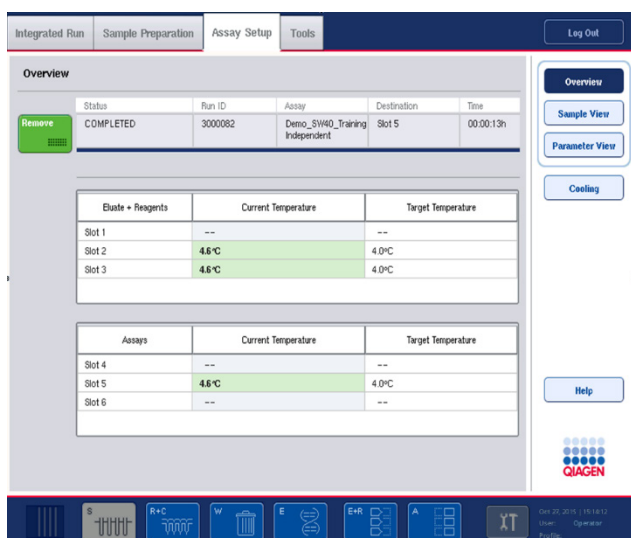 Integrated Run Sample Preparation Assay Setup Tools Log Out
Overview
Overview
Sample View
Parameter View
Cooling
Status Run ID Assay Destination Time
Remove COMPLETED 3000082 Demo_SW40_Training Slot 5 00:00:13h
Independent
Eluate + Reagents Current Temperature Target Temperature
Slot 1 -- --
Slot 2 4.6°C 4.0°C
Slot 3 4.6°C 4.0°C
Assays Current Temperature Target Temperature
Slot 4 -- --
Slot 5 4.6°C 4.0°C
Slot 6 -- --
Help
QIAGEN
S R+C W E E+R A
User: Operator
Profile: